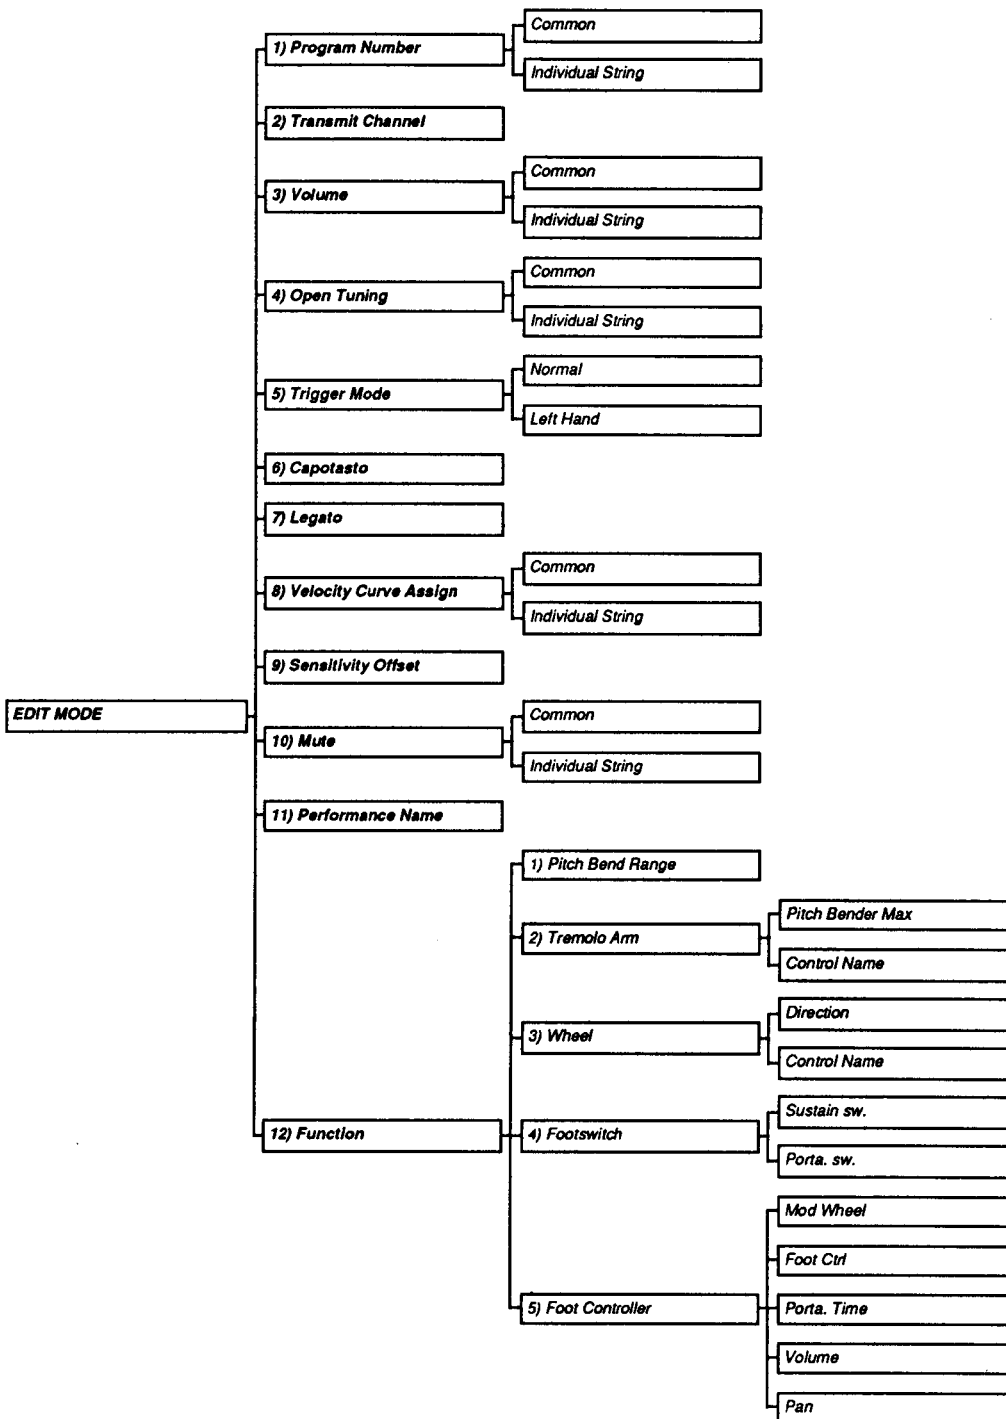 Common
1) Program Number
Individual String
2) Transmit Channel
Common
3) Volume
Individual String
Common
4) Open Tuning
Individual String
Normal
5) Trigger Mode
Left Hand
6) Capotasto
7) Legato
Common
8) Velocity Curve Assign
Individual String
9) Sensitivity Offset
EDIT MODE
Common
10) Mute
Individual String
11) Performance Name
1) Pitch Bend Range
Pitch Bender Max
2) Tremolo Arm
Control Name
Direction
3) Wheel
Control Name
Sustain sw.
12) Function
4) Footswitch
Porta. sw.
Mod Wheel
Foot Ctrl
5) Foot Controller
Porta. Time
Volume
Pan